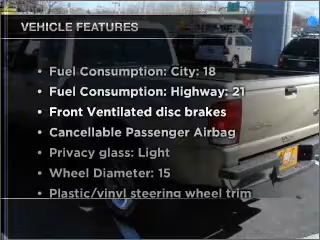 VEHICLE FEATURES
• Fuel Consumption: City: 18
• Fuel Consumption: Highway: 21
• Front Ventilated disc brakes
• Cancellable Passenger Airbag
• Privacy glass: Light
• Wheel Diameter: 15
• Plastic/vinyl steering wheel trim